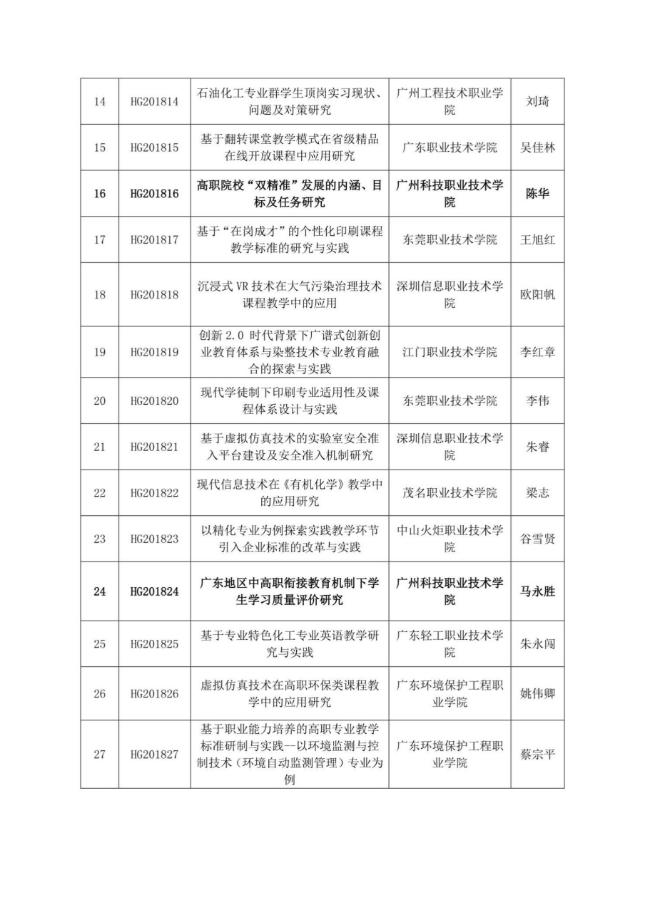 14 HG201814 石油化工专业群学生顶岗实习现状、 广州工程技术职业学 刘琦
问题及对策研究 院
15 HG201815 基于翻转课堂教学模式在省级精品 广东职业技术学院 吴佳林
在线开放课程中应用研究
16 HG201816 高职院校“双精准”发展的内涵、目 广州科技职业技术学 陈华
标及任务研究 院
17 HG201817 基于“在岗成才”的个性化印刷课程 东莞职业技术学院 王旭红
教学标准的研究与实践
18 HG201818 沉浸式 VR 技术在大气污染治理技术 深圳信息职业技术学 欧阳帆
课程教学中的应用 院
19 HG201819 创新 2.0 时代背景下广谱式创新创 江门职业技术学院 李红章
业教育体系与染整技术专业教育融
合的探索与实践
20 HG201820 现代学徒制下印刷专业适用性及课 东莞职业技术学院 李伟
程体系设计与实践
21 HG201821 基于虚拟仿真技术的实验室安全准 深圳信息职业技术学 朱睿
入平台建设及安全准入机制研究 院
22 HG201822 现代信息技术在《有机化学》教学中 茂名职业技术学院 梁志
的应用研究
23 HG201823 以精化专业为例探索实践教学环节 中山火炬职业技术学 谷雪贤
引入企业标准的改革与实践 院
24 HG201824 广东地区中高职衔接教育机制下学 广州科技职业技术学 马永胜
生学习质量评价研究 院
25 HG201825 基于专业特色化工专业英语教学研 广东轻工职业技术学 朱永闯
究与实践 院
26 HG201826 虚拟仿真技术在高职环保类课程教 广东环境保护工程职 姚伟卿
学中的应用研究 业学院
27 HG201827 基于职业能力培养的高职专业教学 广东环境保护工程职 蔡宗平
标准研制与实践--以环境监测与控 业学院
制技术（环境自动监测管理）专业为
例